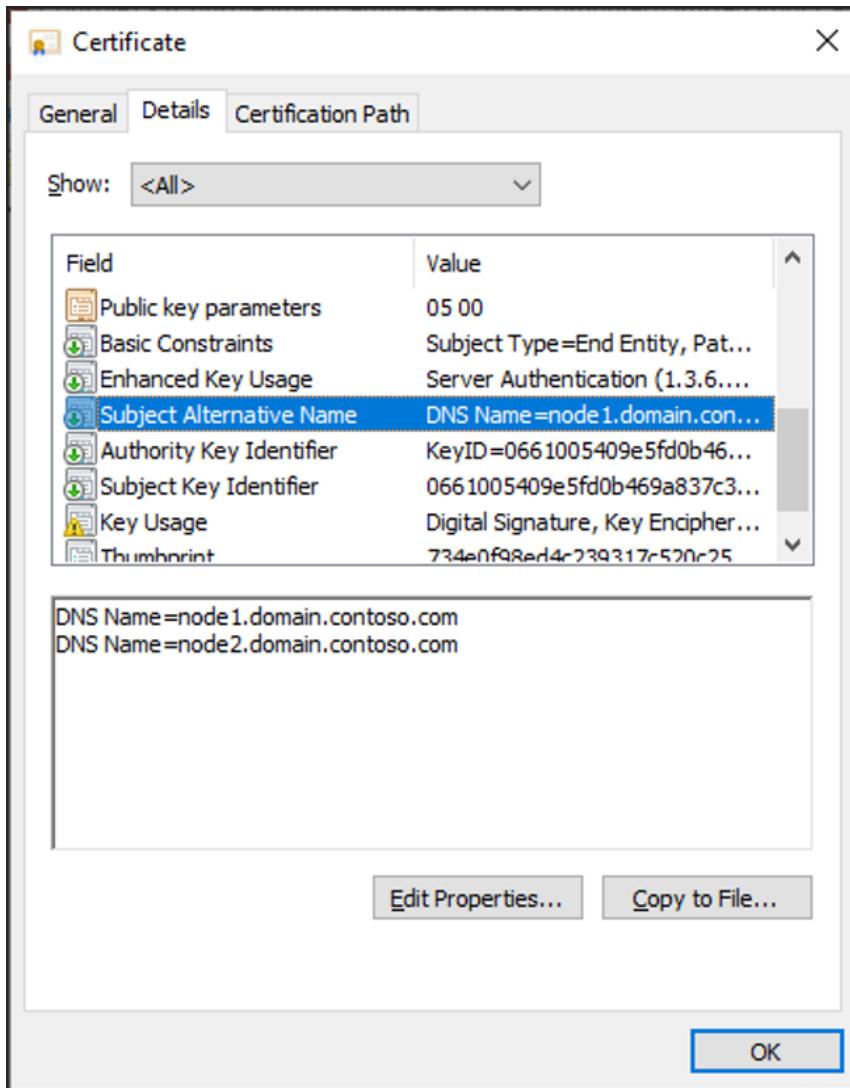 Certificate
General Details Certification Path
Show: <All>
Field Value
Public key parameters 05 00
Basic Constraints Subject Type=End Entity, Pat...
Enhanced Key Usage Server Authentication (1.3.6....
Subject Alternative Name DNS Name=node1.domain.con...
Authority Key Identifier KeyID=0661005409e5fd0b46...
Subject Key Identifier 0661005409e5fd0b469a837c3...
Key Usage Digital Signature, Key Encipher...
Thumbprint 734e0f98ed4c239317c520c25
DNS Name=node1.domain.contoso.com
DNS Name=node2.domain.contoso.com
Edit Properties... Copy to File...
OK